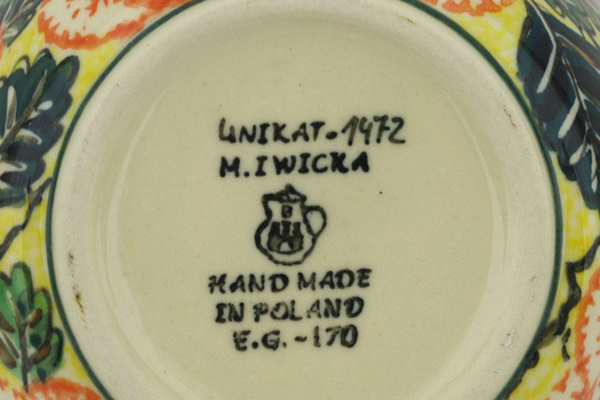 UNIKAT-1472
M.IWICKA
B
HAND MADE
IN POLAND
E.G.-170